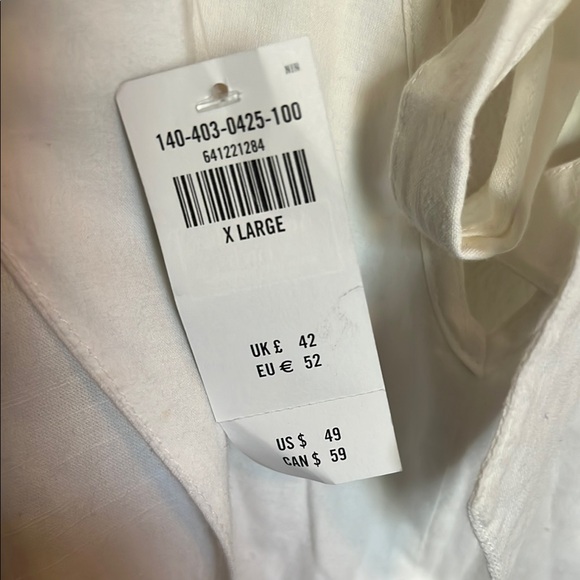 140-403-0425-100
641221284
X LARGE
UK £ 42
EU € 52
US $ 49
CAN $ 59